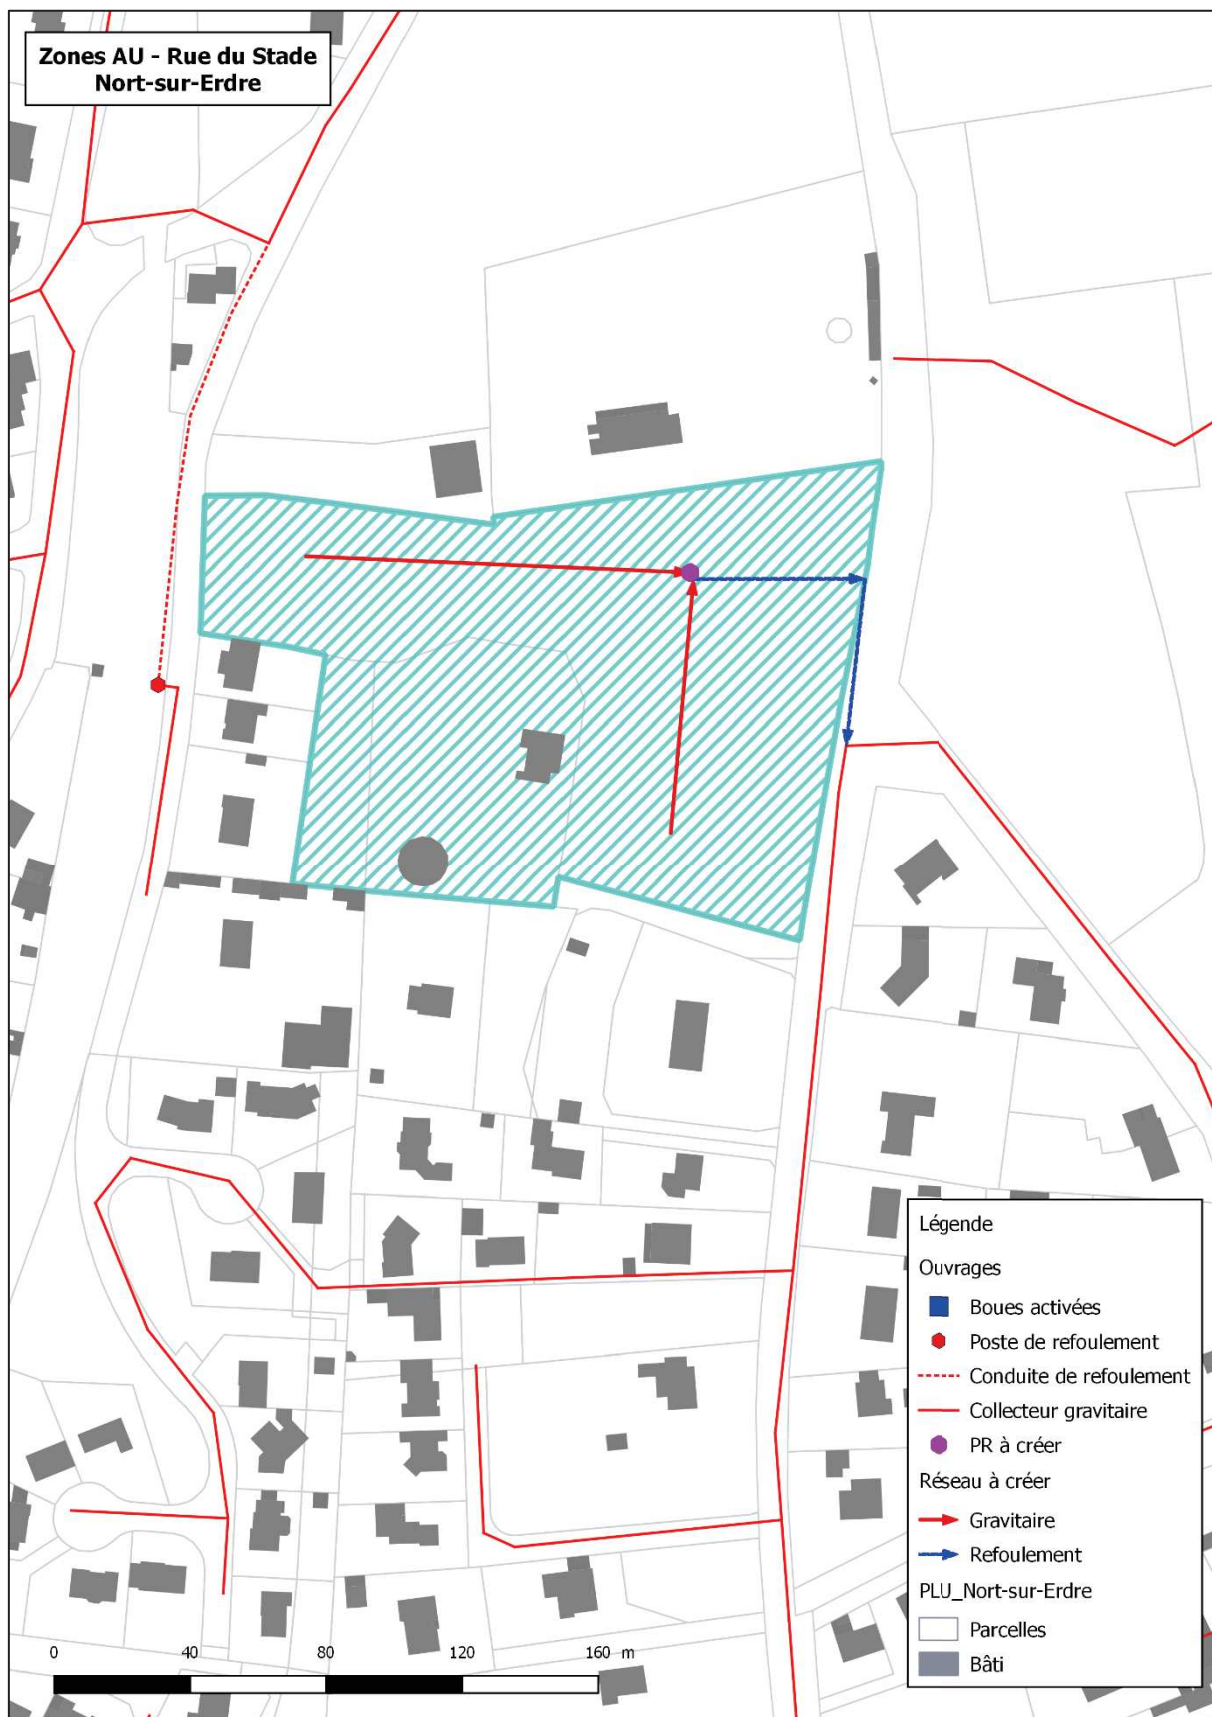 Zones AU - Rue du Stade
Nort-sur-Erdre
Légende
Ouvrages
Boues activées
Poste de refoulement
Conduite de refoulement
Collecteur gravitaire
PR à créer
Réseau à créer
Gravitaire
Refoulement
PLU_Nort-sur-Erdre
Parcelles
Bâti
0 40 80 120 160 m